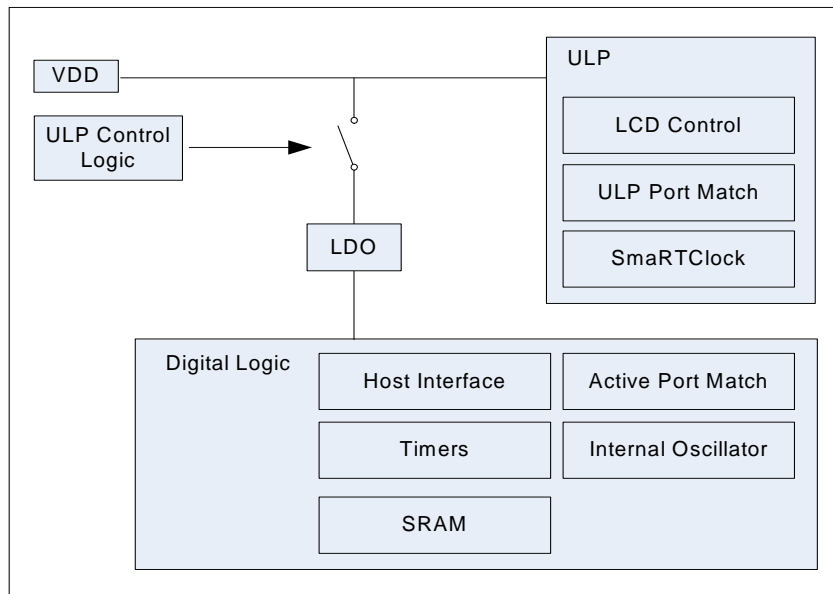 VDD
ULP
ULP Control
Logic
LCD Control
ULP Port Match
SmaRTClock
LDO
Digital Logic
Host Interface
Active Port Match
Timers
Internal Oscillator
SRAM